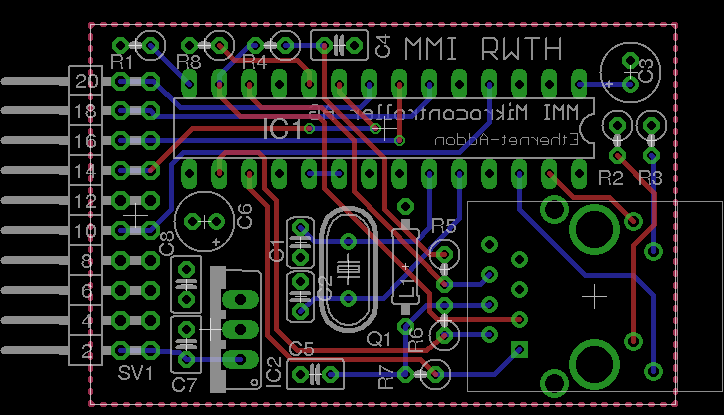 R1
R8
R4
C4
MMI RWTH
C3
20
18
16
14
12
10
8
6
4
2
IC1
MMI Mikrocontroller AG
Ethernet-Addon
R2
R3
C8
C6
C1
C2
R5
Q1
R6
SV1
C7
IC2
C5
R7